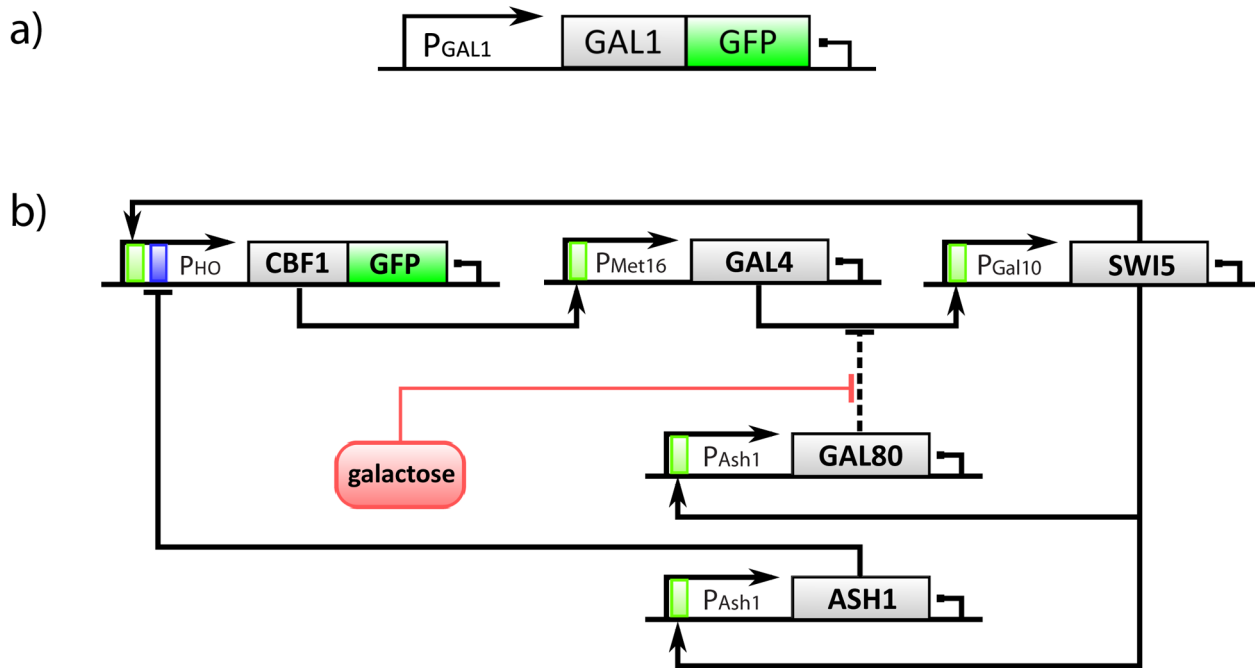 a)
PGAL1 GAL1 GFP
b)
PHO CBF1 GFP PMet16 GAL4 PGal10 SWI5
galactose
PAsh1 GAL80
PAsh1 ASH1